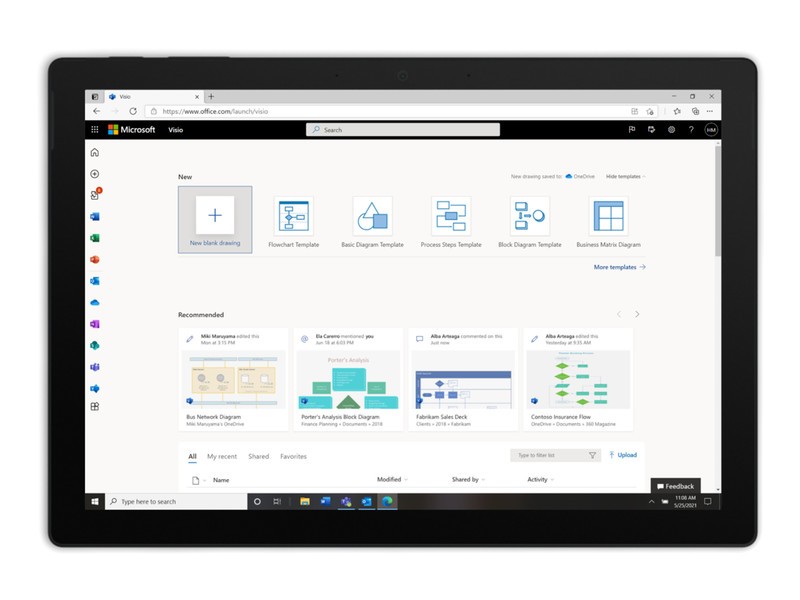 Visio
https://www.office.com/launch/visio
Microsoft Visio Search ? HM
New New drawing saved to: OneDrive Hide templates
New blank drawing
Flowchart Template
Basic Diagram Template
Process Steps Template
Block Diagram Template
Business Matrix Diagram
More templates →
Recommended
Miki Maruyama edited this
Mon at 3:15 PM
Bus Network Diagram
Miki Maruyama's OneDrive
Ela Carerro mentioned you
Jun 18 at 6:03 PM
Porter's Analysis
Porter's Analysis Block Diagram
Finance Planning • Documents • 2018
Alba Arteaga commented on this
Just now
Fabrikam Sales Deck
Clients • 2018 • Fabrikam
Alba Arteaga edited this
Yesterday at 9:35 AM
Contoso Insurance Flow
OneDrive • Documents • 360 Magazine
All My recent Shared Favorites Type to filter list Upload
Name Modified Shared by Activity
Feedback
Type here to search
11:08 AM
5/25/2021